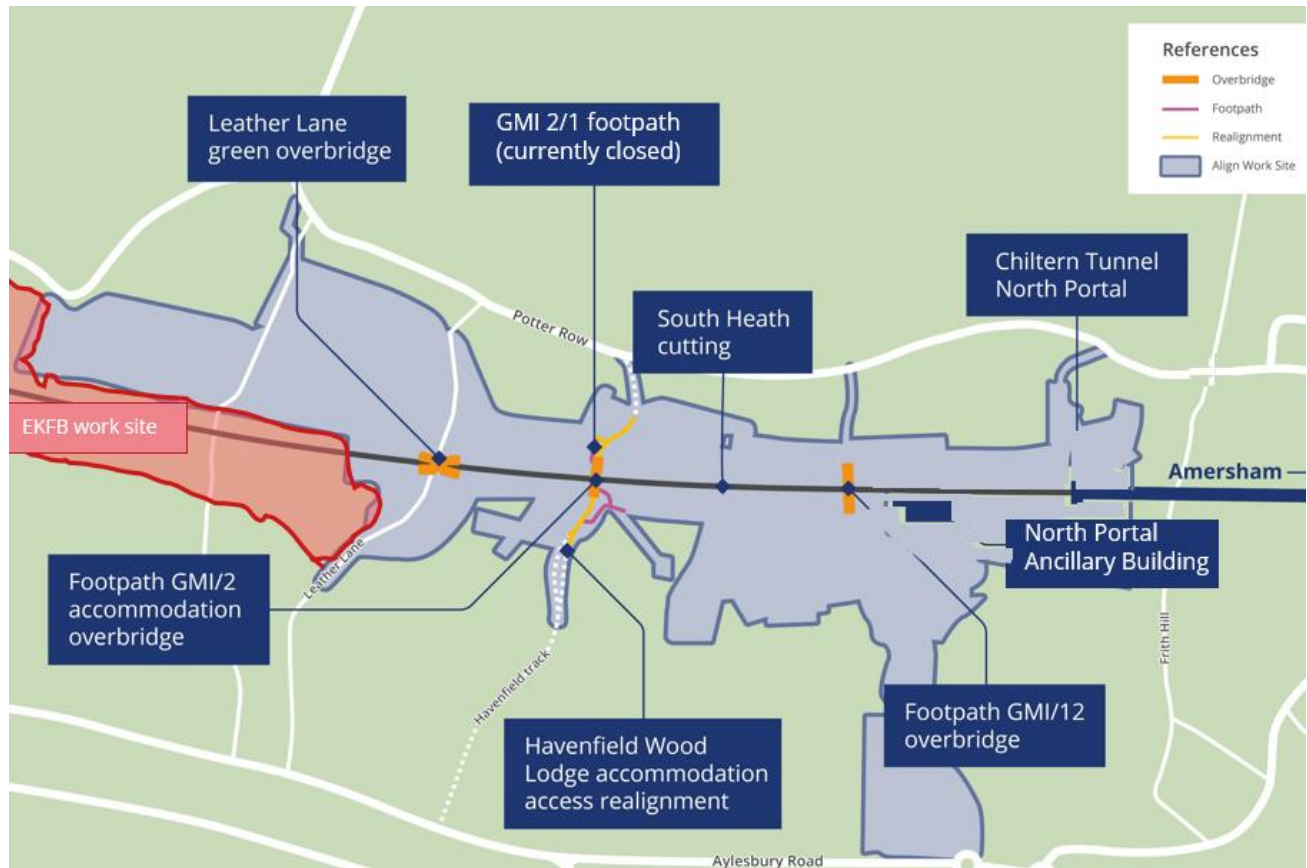 References
Overbridge
Footpath
Realignment
Align Work Site
Leather Lane
green overbridge
GMI 2/1 footpath
(currently closed)
Chiltern Tunnel
North Portal
South Heath
cutting
Potter Row
EKFB work site
Amersham
North Portal
Ancillary Building
Leather Lane
Footpath GMI/2
accommodation
overbridge
Frith Hill
Havenfield track
Footpath GMI/12
overbridge
Havenfield Wood
Lodge accommodation
access realignment
Aylesbury Road